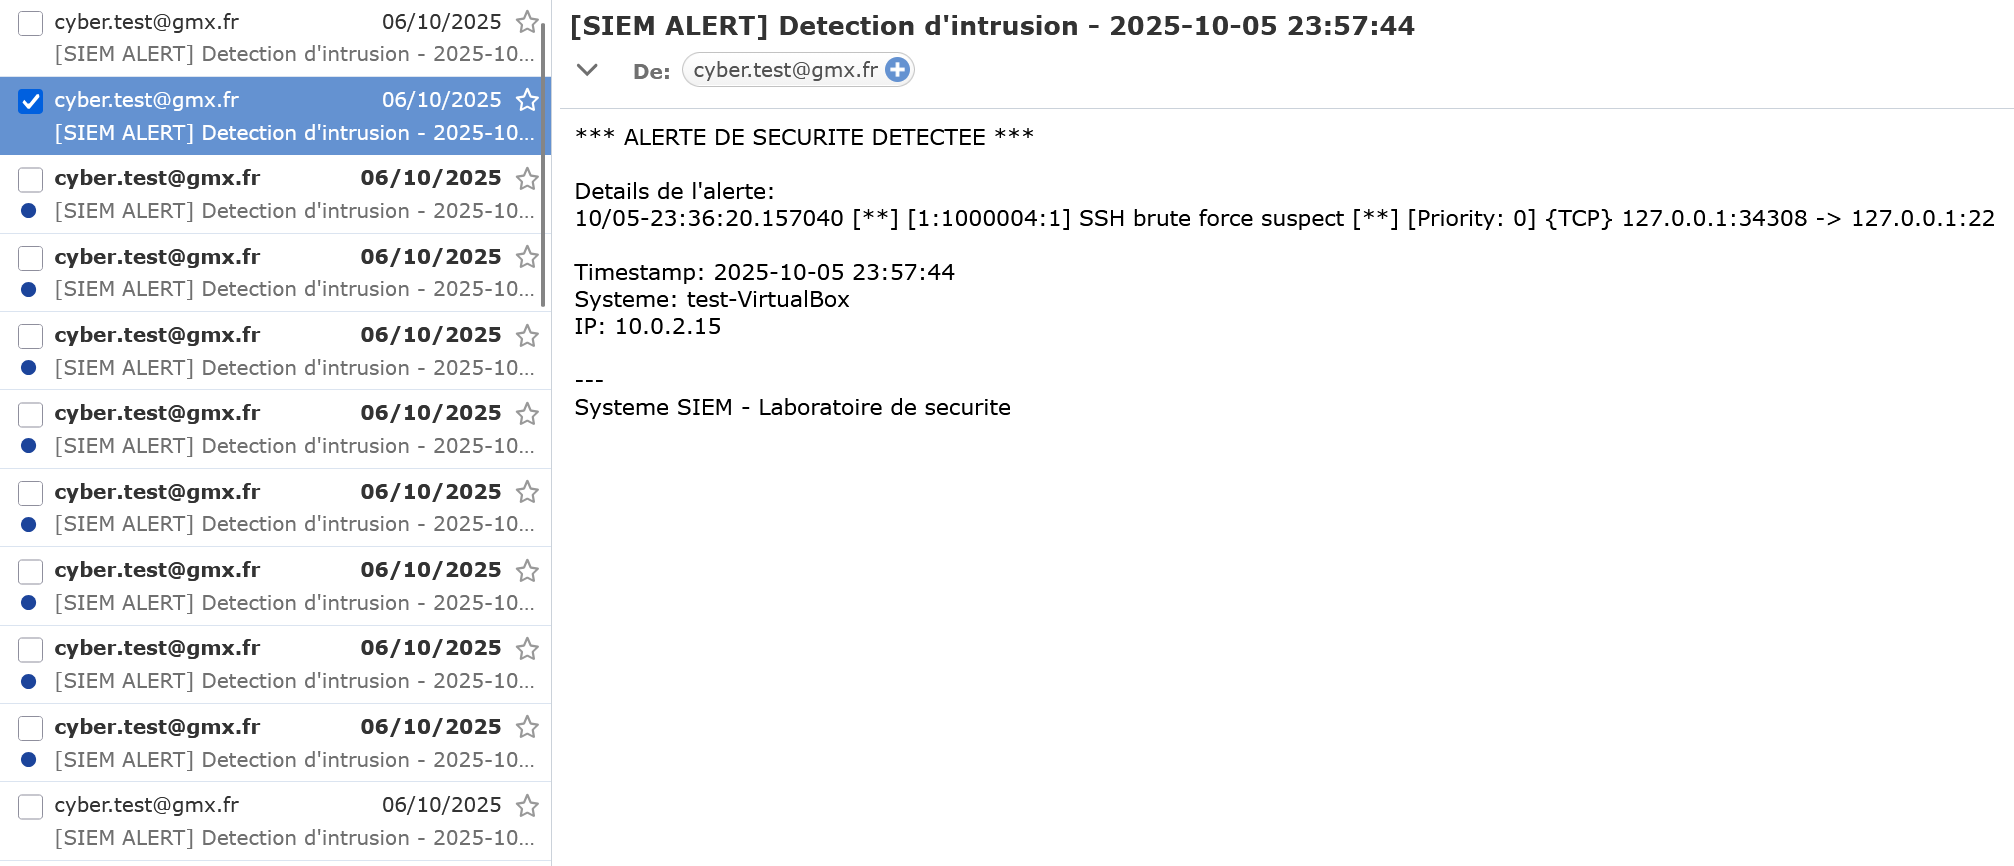 cyber.test@gmx.fr 06/10/2025
[SIEM ALERT] Detection d'intrusion - 2025-10...
cyber.test@gmx.fr 06/10/2025
[SIEM ALERT] Detection d'intrusion - 2025-10...
cyber.test@gmx.fr 06/10/2025
[SIEM ALERT] Detection d'intrusion - 2025-10...
cyber.test@gmx.fr 06/10/2025
[SIEM ALERT] Detection d'intrusion - 2025-10...
cyber.test@gmx.fr 06/10/2025
[SIEM ALERT] Detection d'intrusion - 2025-10...
cyber.test@gmx.fr 06/10/2025
[SIEM ALERT] Detection d'intrusion - 2025-10...
cyber.test@gmx.fr 06/10/2025
[SIEM ALERT] Detection d'intrusion - 2025-10...
cyber.test@gmx.fr 06/10/2025
[SIEM ALERT] Detection d'intrusion - 2025-10...
cyber.test@gmx.fr 06/10/2025
[SIEM ALERT] Detection d'intrusion - 2025-10...
cyber.test@gmx.fr 06/10/2025
[SIEM ALERT] Detection d'intrusion - 2025-10...
cyber.test@gmx.fr 06/10/2025
[SIEM ALERT] Detection d'intrusion - 2025-10...
[SIEM ALERT] Detection d'intrusion - 2025-10-05 23:57:44
De: cyber.test@gmx.fr
*** ALERTE DE SECURITE DETECTEE ***
Details de l'alerte:
10/05-23:36:20.157040 [**] [1:1000004:1] SSH brute force suspect [**] [Priority: 0] {TCP} 127.0.0.1:34308 -> 127.0.0.1:22
Timestamp: 2025-10-05 23:57:44
Systeme: test-VirtualBox
IP: 10.0.2.15
---
Systeme SIEM - Laboratoire de securite